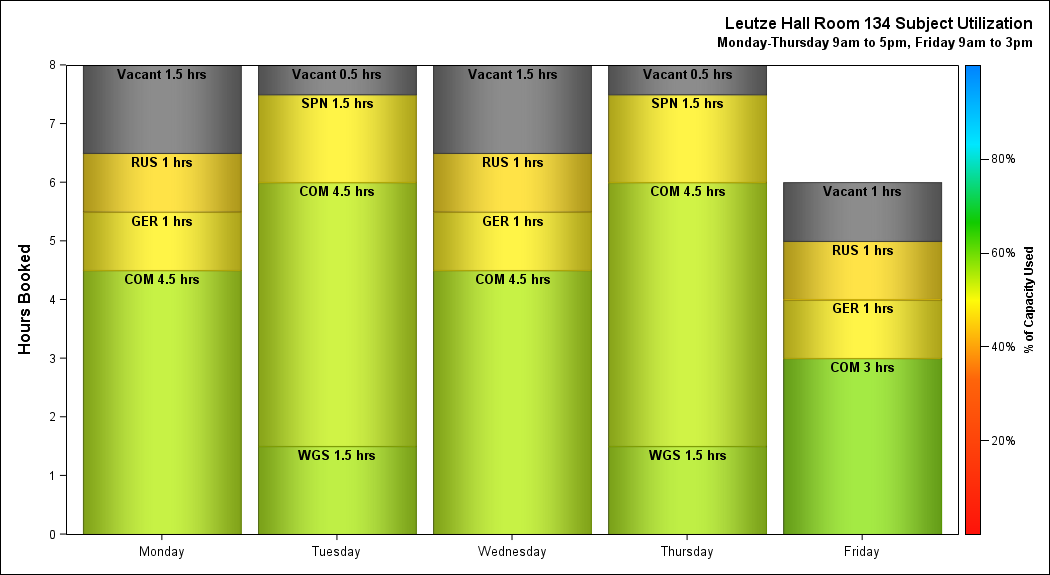 Leutze Hall Room 134 Subject Utilization
Monday-Thursday 9am to 5pm, Friday 9am to 3pm
Hours Booked
8
7
6
5
4
3
2
1
0
Vacant 1.5 hrs
RUS 1 hrs
GER 1 hrs
COM 4.5 hrs
Monday
Vacant 0.5 hrs
SPN 1.5 hrs
COM 4.5 hrs
WGS 1.5 hrs
Tuesday
Vacant 1.5 hrs
RUS 1 hrs
GER 1 hrs
COM 4.5 hrs
Wednesday
Vacant 0.5 hrs
SPN 1.5 hrs
COM 4.5 hrs
WGS 1.5 hrs
Thursday
Vacant 1 hrs
RUS 1 hrs
GER 1 hrs
COM 3 hrs
Friday
80%
60%
40%
20%
% of Capacity Used